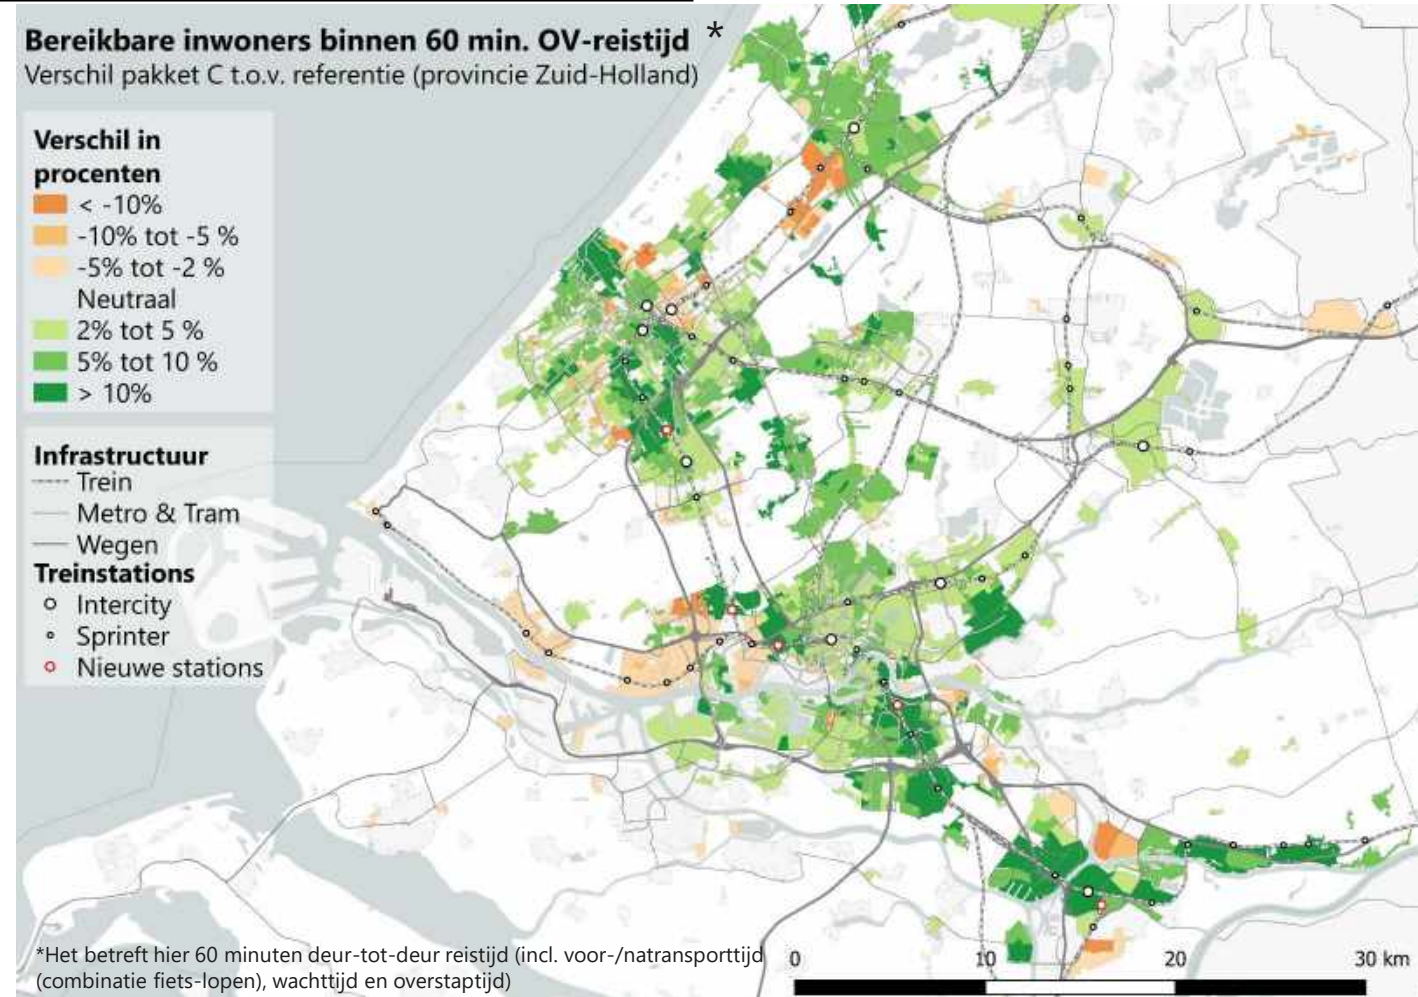 Bereikbare inwoners binnen 60 min. OV-reistijd *
Verschil pakket C t.o.v. referentie (provincie Zuid-Holland)
Verschil in
procenten
< -10%
-10% tot -5 %
-5% tot -2 %
Neutraal
2% tot 5 %
5% tot 10 %
> 10%
Infrastructuur
Trein
Metro & Tram
Wegen
Treinstations
Intercity
Sprinter
Nieuwe stations
*Het betreft hier 60 minuten deur-tot-deur reistijd (incl. voor-/natransporttijd
(combinatie fiets-lopen), wachttijd en overstaptijd)
0 10 20 30 km